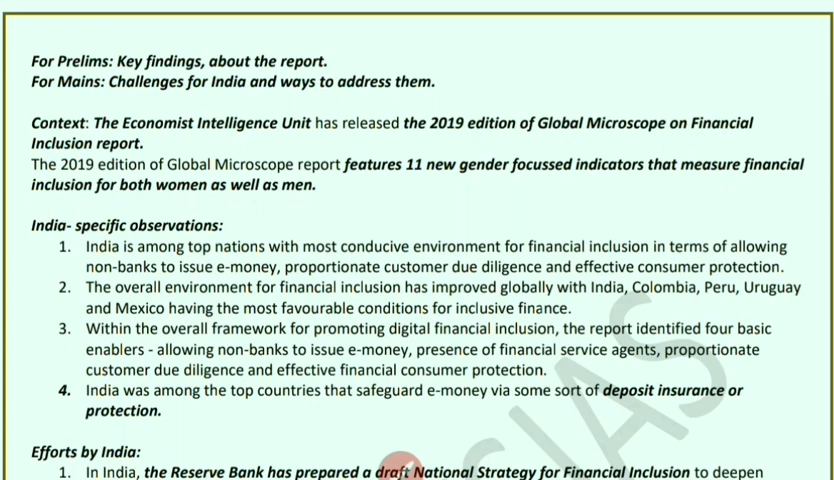 For Prelims: Key findings, about the report.
For Mains: Challenges for India and ways to address them.
Context: The Economist Intelligence Unit has released the 2019 edition of Global Microscope on Financial
Inclusion report.
The 2019 edition of Global Microscope report features 11 new gender focussed indicators that measure financial
inclusion for both women as well as men.
India- specific observations:
1. India is among top nations with most conducive environment for financial inclusion in terms of allowing
non-banks to issue e-money, proportionate customer due diligence and effective consumer protection.
2. The overall environment for financial inclusion has improved globally with India, Colombia, Peru, Uruguay
and Mexico having the most favourable conditions for inclusive finance.
3. Within the overall framework for promoting digital financial inclusion, the report identified four basic
enablers - allowing non-banks to issue e-money, presence of financial service agents, proportionate
customer due diligence and effective financial consumer protection.
4. India was among the top countries that safeguard e-money via some sort of deposit insurance or
protection.
Efforts by India:
1. In India, the Reserve Bank has prepared a draft National Strategy for Financial Inclusion to deepen
SIAS